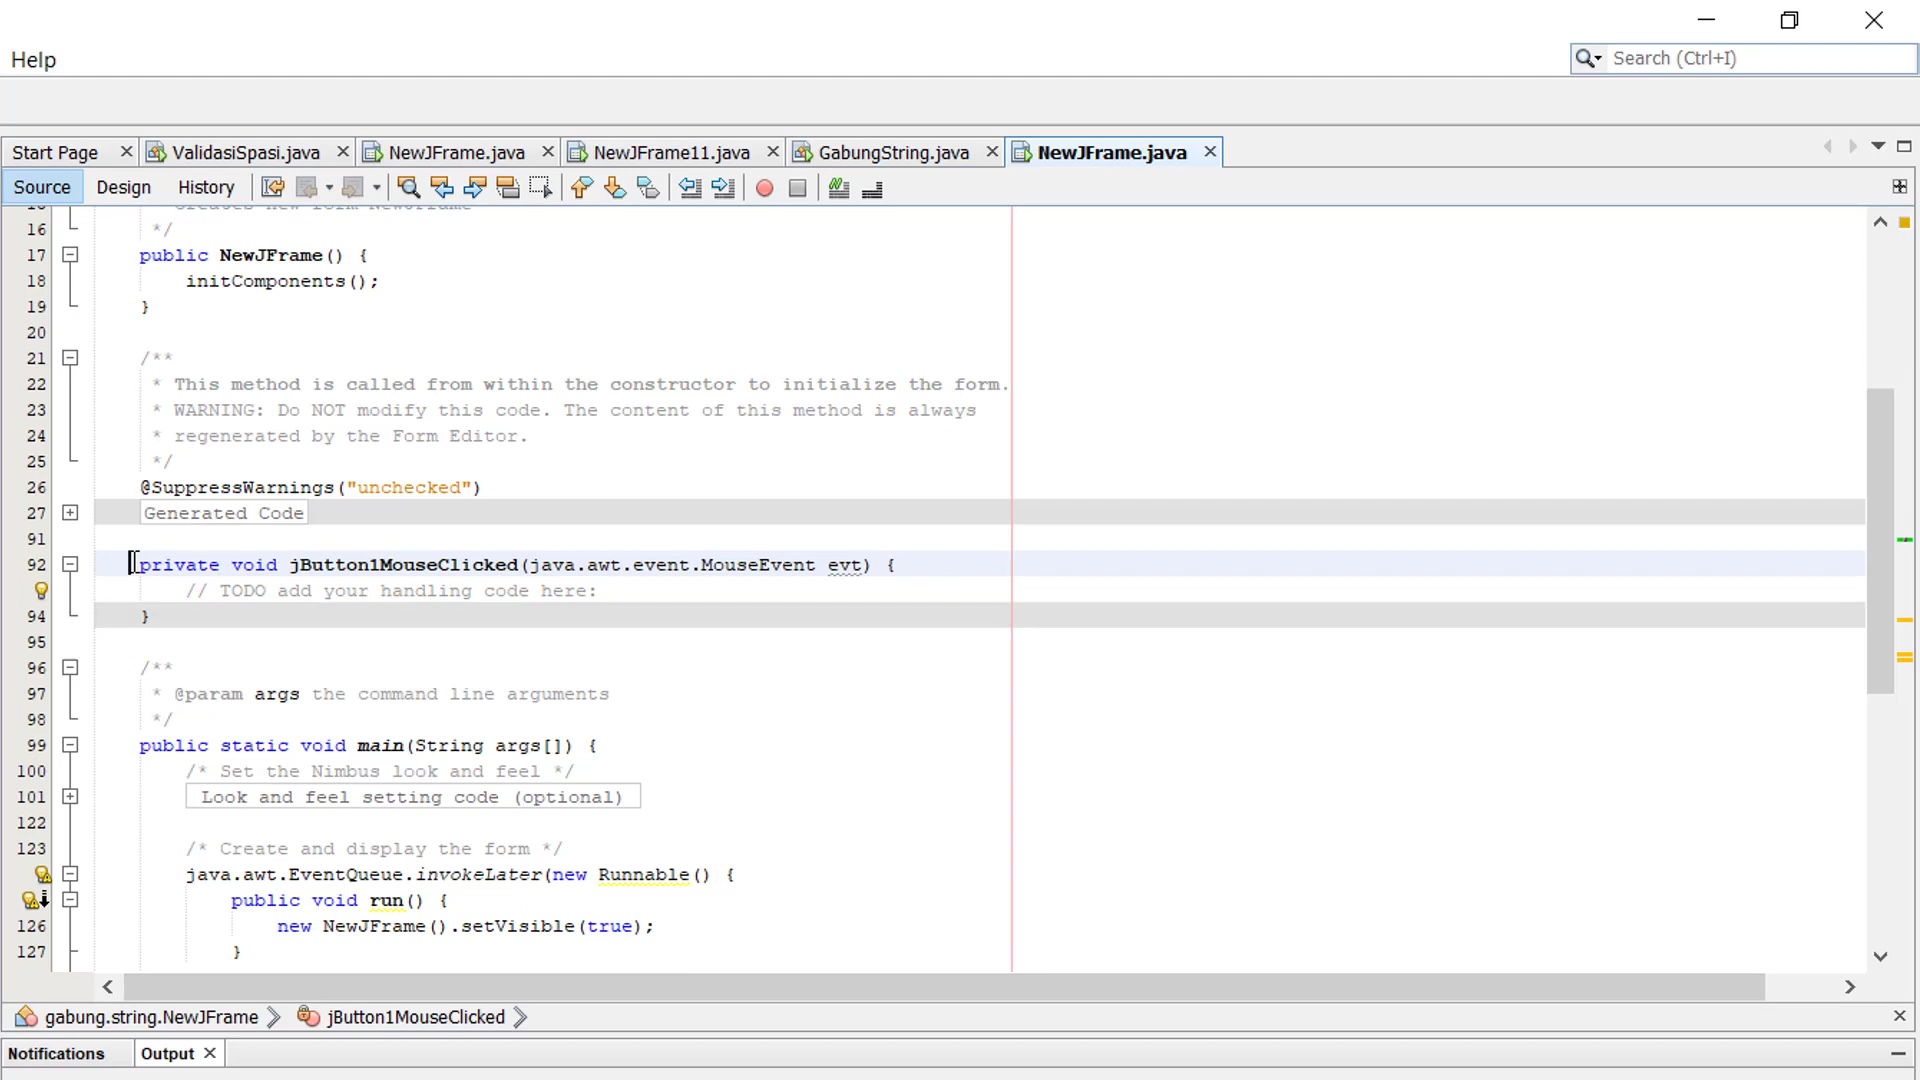 Help
Search (Ctrl+I)
Start Page ValidasiSpasi.java NewJFrame.java NewJFrame11.java GabungString.java NewJFrame.java
Source Design History
16 */
17 public NewJFrame() {
18 initComponents();
19 }
20
21 /**
22 * This method is called from within the constructor to initialize the form.
23 * WARNING: Do NOT modify this code. The content of this method is always
24 * regenerated by the Form Editor.
25 */
26 @SuppressWarnings("unchecked")
27 Generated Code
91
92 private void jButton1MouseClicked(java.awt.event.MouseEvent evt) {
// TODO add your handling code here:
94 }
95
96 /**
97 * @param args the command line arguments
98 */
99 public static void main(String args[]) {
100 /* Set the Nimbus look and feel */
101 Look and feel setting code (optional)
122
123 /* Create and display the form */
java.awt.EventQueue.invokeLater(new Runnable() {
public void run() {
126 new NewJFrame().setVisible(true);
127 }
gabung.string.NewJFrame jButton1MouseClicked
Notifications Output